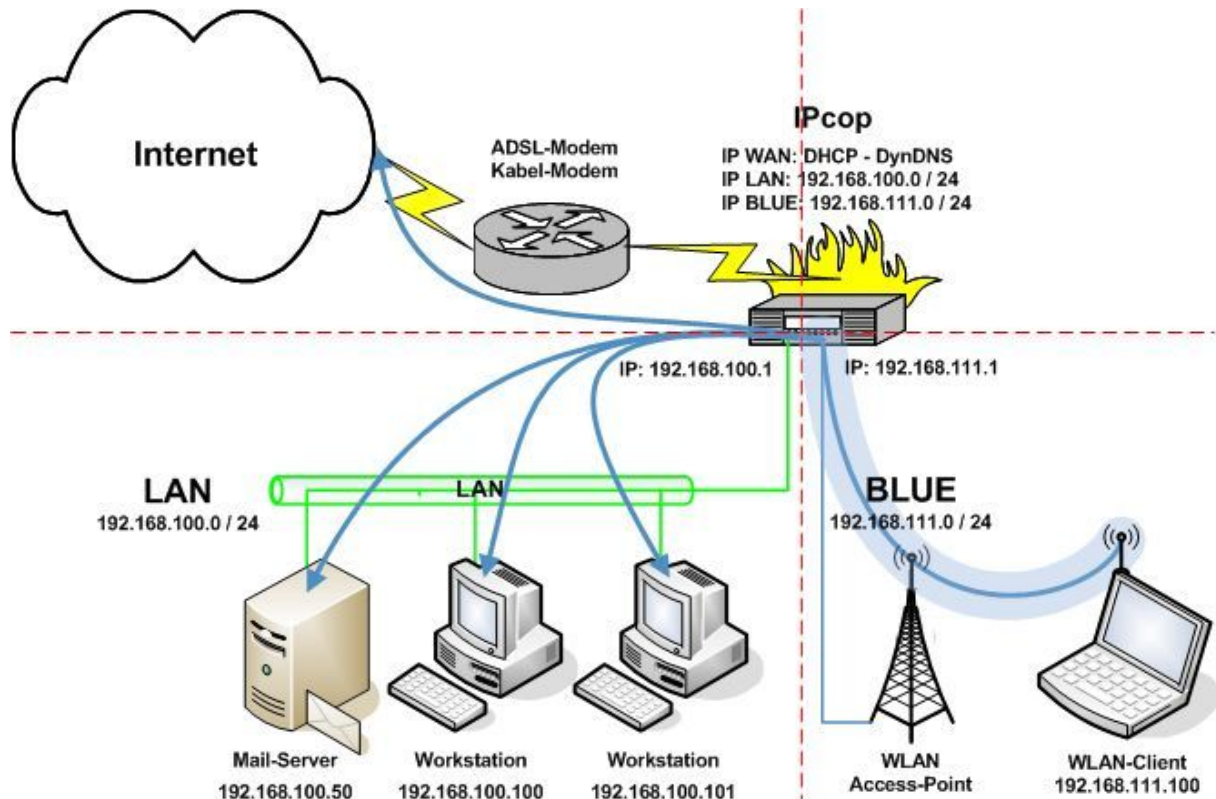 Internet
ADSL-Modem
Kabel-Modem
IPcop
IP WAN: DHCP - DynDNS
IP LAN: 192.168.100.0 / 24
IP BLUE: 192.168.111.0 / 24
IP: 192.168.100.1
IP: 192.168.111.1
LAN
192.168.100.0 / 24
LAN
BLUE
192.168.111.0 / 24
Mail-Server
192.168.100.50
Workstation
192.168.100.100
Workstation
192.168.100.101
WLAN
Access-Point
WLAN-Client
192.168.111.100